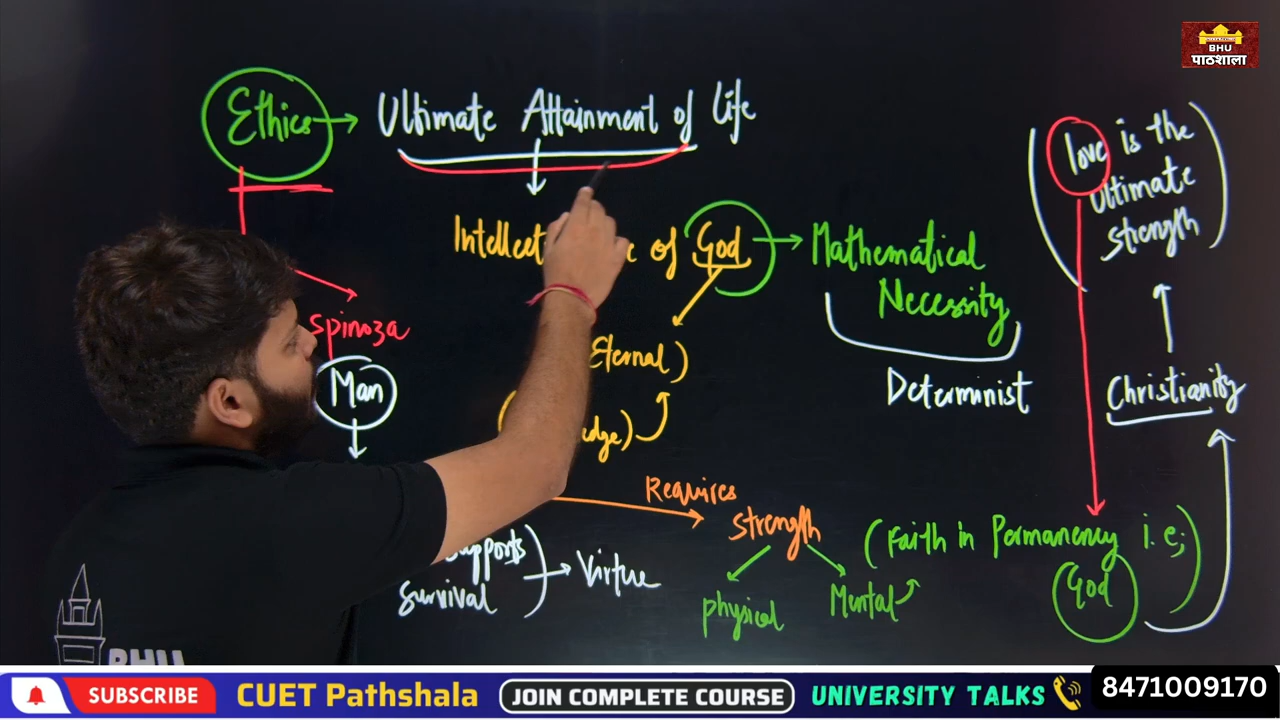 BHU
पाठशाला
Ethics → Ultimate Attainment of Life
love is the
Ultimate
strength
of God → Mathematical
Necessity
spinoza
Man
Eternal)
Determinist
Christianity
Requires
strength
(Faith in Permanency i.e;
God)
supports
survival) → Virtue
physical
Mental
BHU
SUBSCRIBE
CUET Pathshala
JOIN COMPLETE COURSE
UNIVERSITY TALKS
8471009170